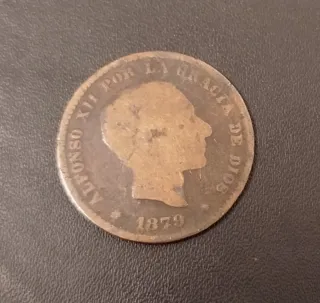 ALFONSO XII POR LA GRACIA DE DIOS
1879